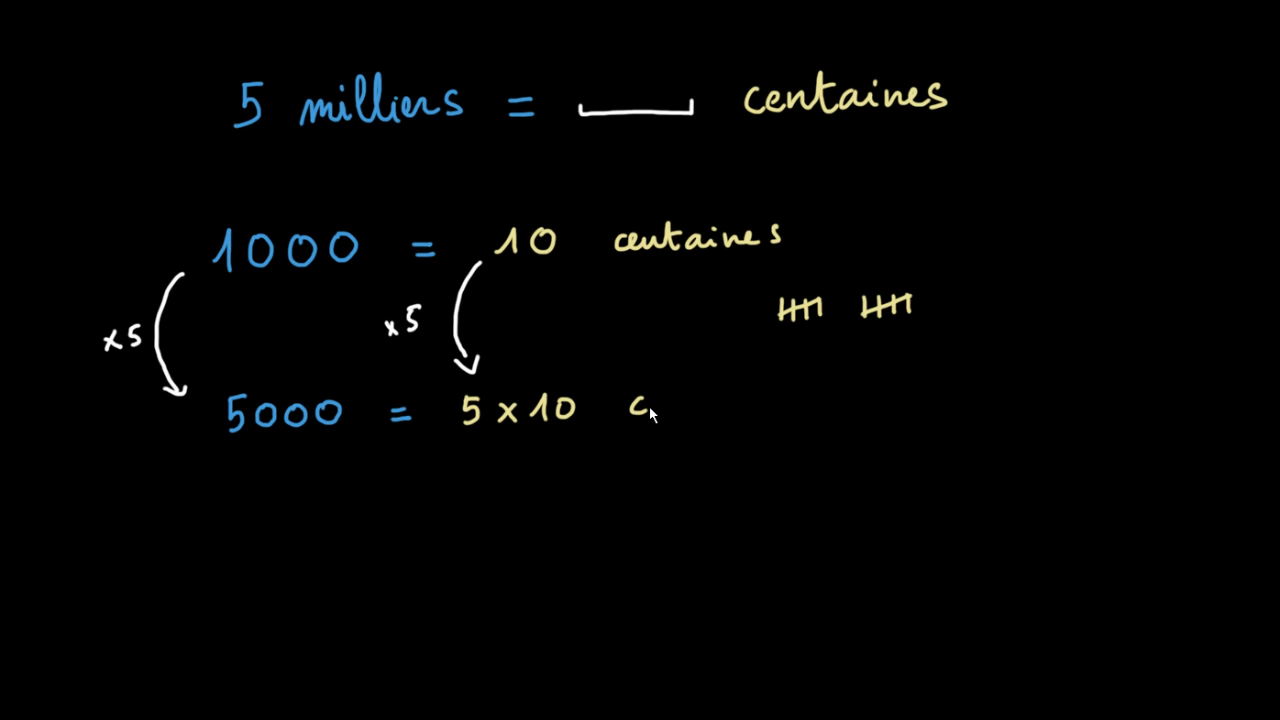 5 milliers = ___ centaines
1000 = 10 centaines
x5 x5
5000 = 5 x 10 c